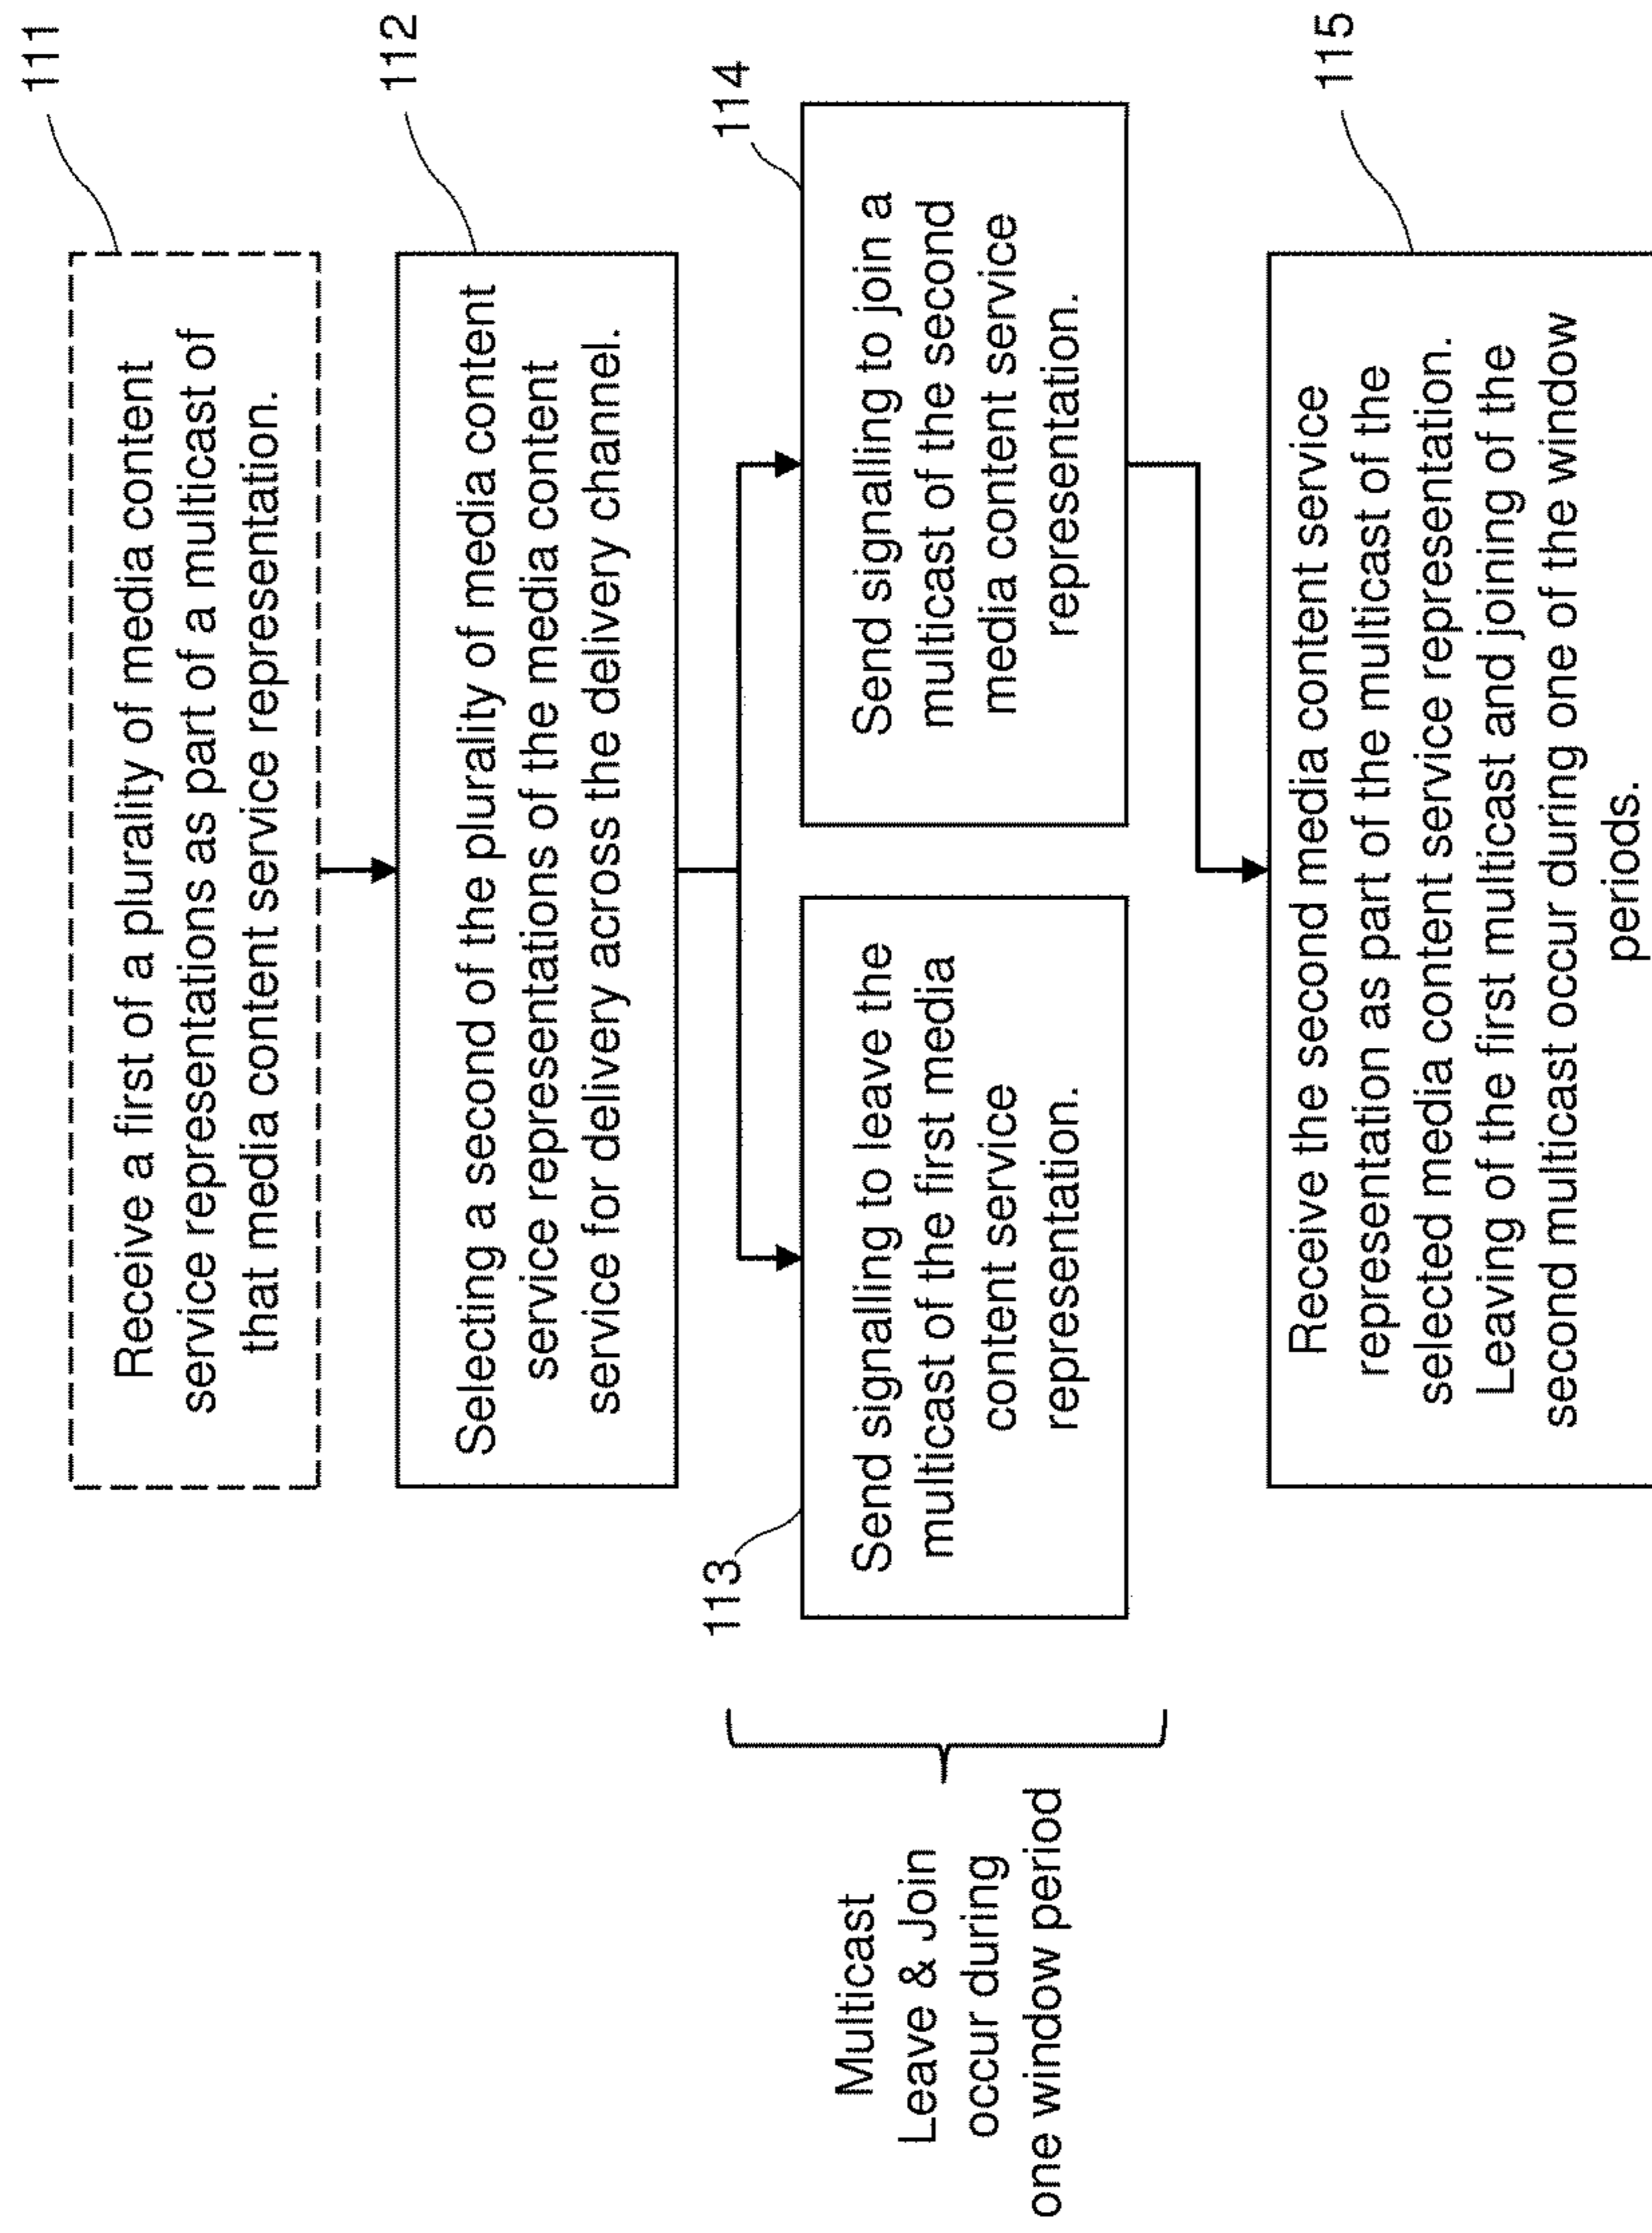 111
Receive a first of a plurality of media content
service representations as part of a multicast of
that media content service representation.
112
Selecting a second of the plurality of media content
service representations of the media content
service for delivery across the delivery channel.
Multicast
Leave & Join
occur during
one window period
113
Send signalling to leave the
multicast of the first media
content service
representation.
114
Send signalling to join a
multicast of the second
media content service
representation.
115
Receive the second media content service
representation as part of the multicast of the
selected media content service representation.
Leaving of the first multicast and joining of the
second multicast occur during one of the window
periods.